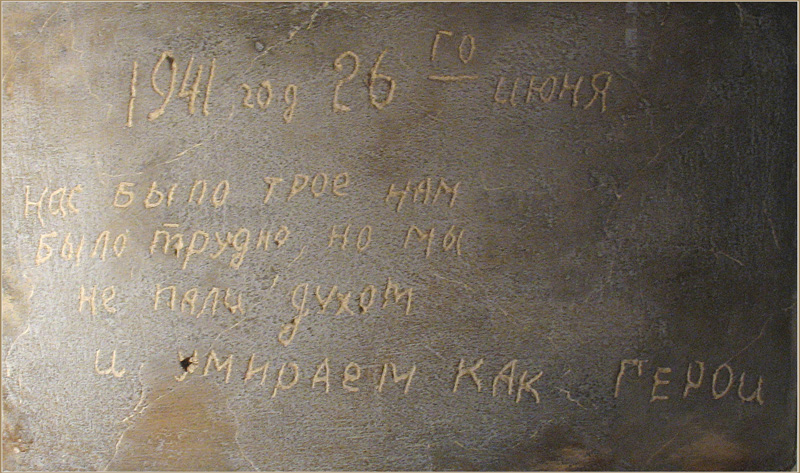 1941 год 26 го июня
нас было трое нам
было трудно, но мы
не пали духом
и умираем как герои